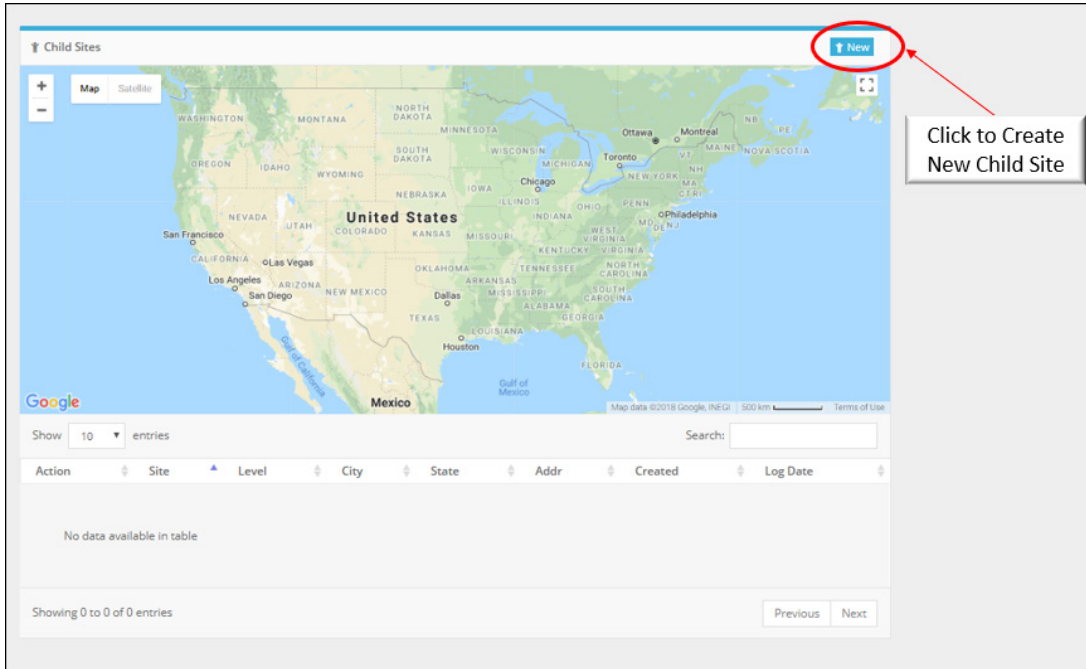 Child Sites
New
Click to Create
New Child Site
+
−
Map Satellite
WASHINGTON
MONTANA
NORTH
DAKOTA
MINNESOTA
Ottawa
Montreal
NB
PE
OREGON
IDAHO
SOUTH
DAKOTA
WISCONSIN
MICHIGAN
Toronto
VT
MAINE
NOVA SCOTIA
WYOMING
NH
NEW YORK
MA
CT RI
Chicago
IOWA
NEBRASKA
ILLINOIS
OHIO
PENN
NEVADA
UTAH
United States
INDIANA
Philadelphia
MD
DE NJ
San Francisco
COLORADO
KANSAS
MISSOURI
WEST
VIRGINIA
KENTUCKY
VIRGINIA
CALIFORNIA
Las Vegas
OKLAHOMA
TENNESSEE
NORTH
CAROLINA
Los Angeles
ARIZONA
NEW MEXICO
ARKANSAS
San Diego
Dallas
MISSISSIPPI
SOUTH
CAROLINA
ALABAMA
TEXAS
GEORGIA
LOUISIANA
Houston
Gulf of
California
FLORIDA
Gulf of
Mexico
Mexico
Google
Map data ©2018 Google, INEGI 500 km Terms of Use
Show 10 entries Search:
Action Site Level City State Addr Created Log Date
No data available in table
Showing 0 to 0 of 0 entries
Previous Next